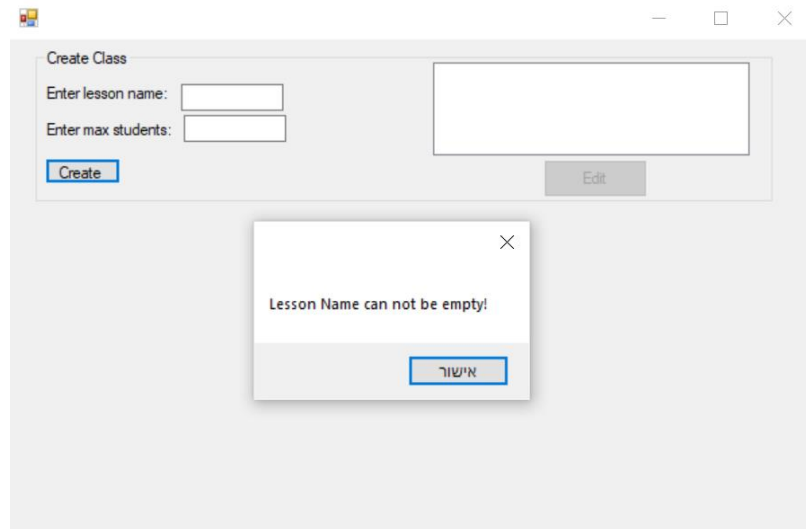 Create Class
Enter lesson name:
Enter max students:
Create
Edit
Lesson Name can not be empty!
אישור